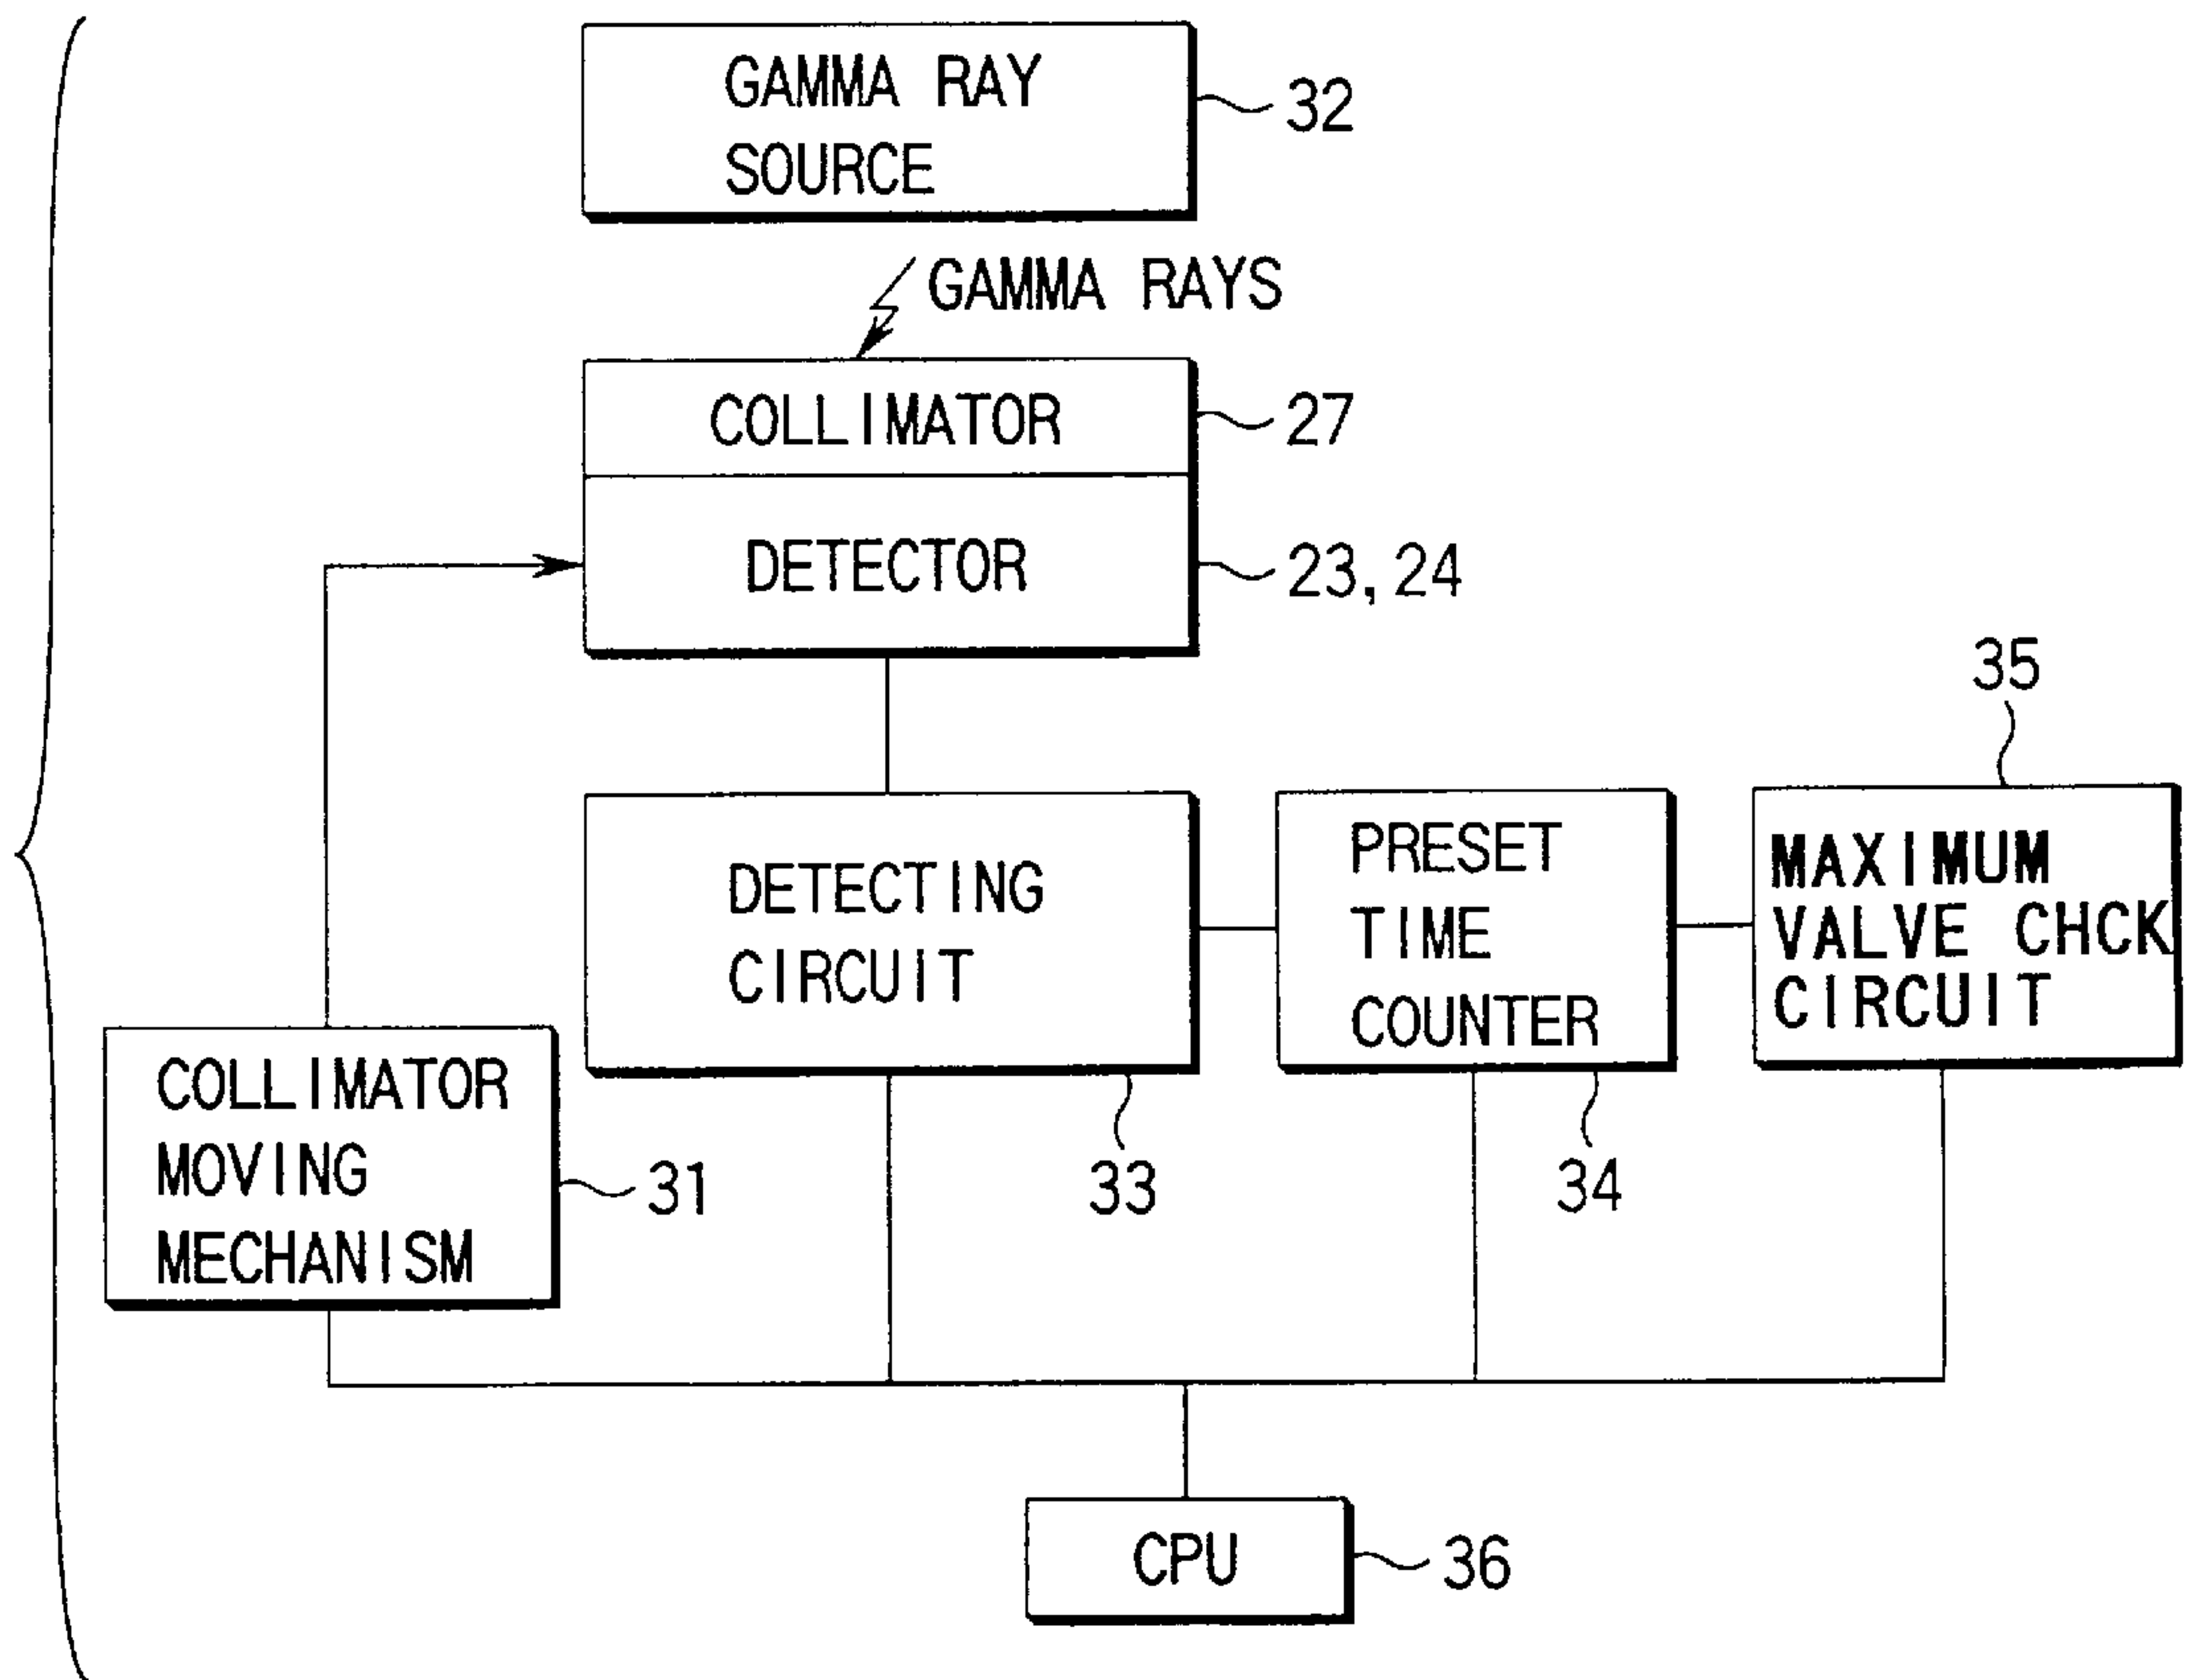 GAMMA RAY
SOURCE
32
GAMMA RAYS
COLLIMATOR
27
DETECTOR
23, 24
35
DETECTING
CIRCUIT
33
PRESET
TIME
COUNTER
34
MAXIMUM
VALVE CHCK
CIRCUIT
COLLIMATOR
MOVING
MECHANISM
31
CPU
36